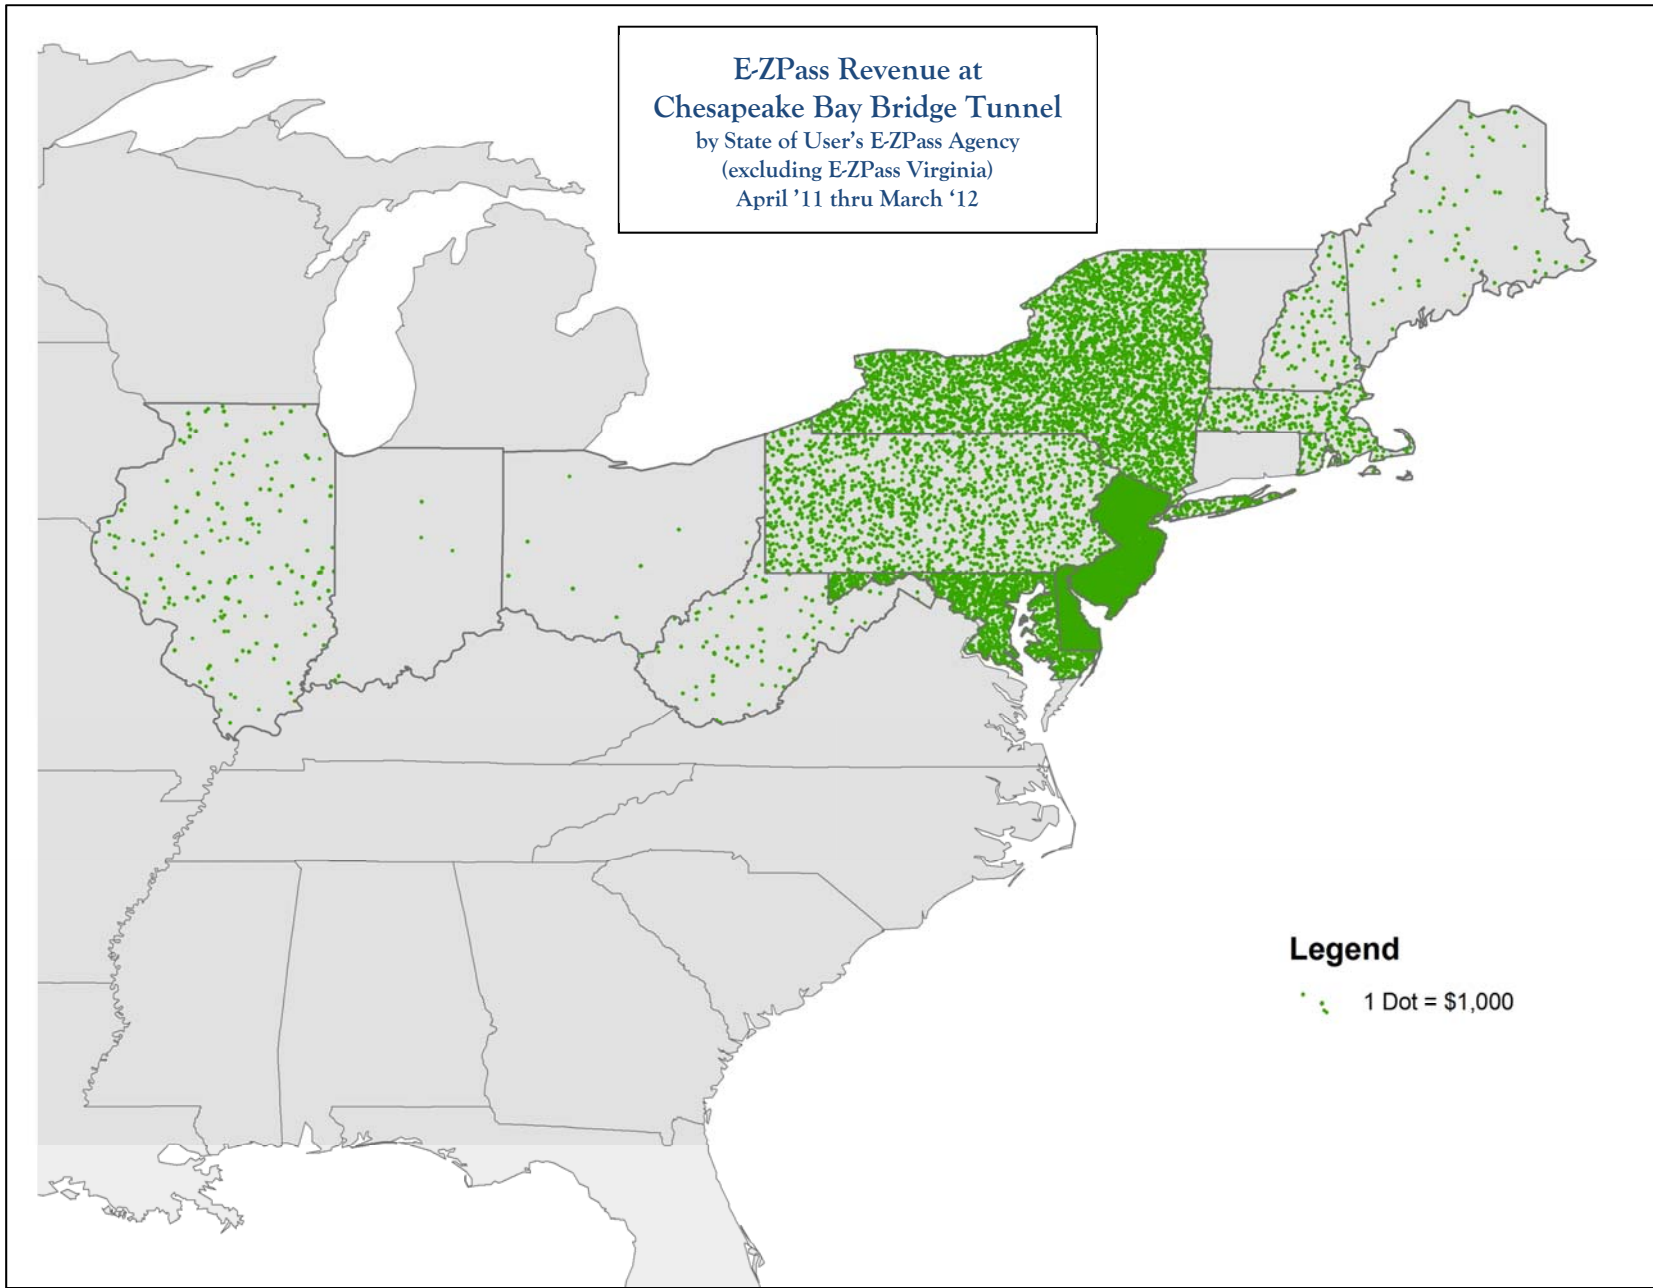 E-ZPass Revenue at
Chesapeake Bay Bridge Tunnel
by State of User’s E-ZPass Agency
(excluding E-ZPass Virginia)
April ’11 thru March ‘12
Legend
1 Dot = $1,000